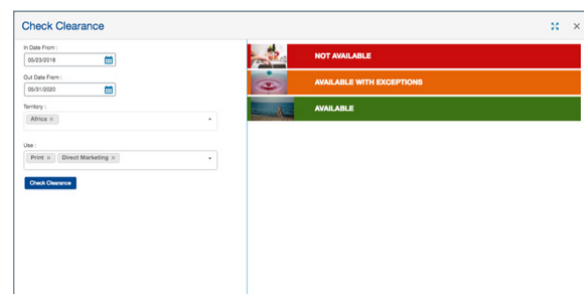 Check Clearance
In Date From :
05/23/2018
Out Date From :
05/31/2020
Territory :
Africa ×
Use :
Print × Direct Marketing ×
Check Clearance
NOT AVAILABLE
AVAILABLE WITH EXCEPTIONS
AVAILABLE